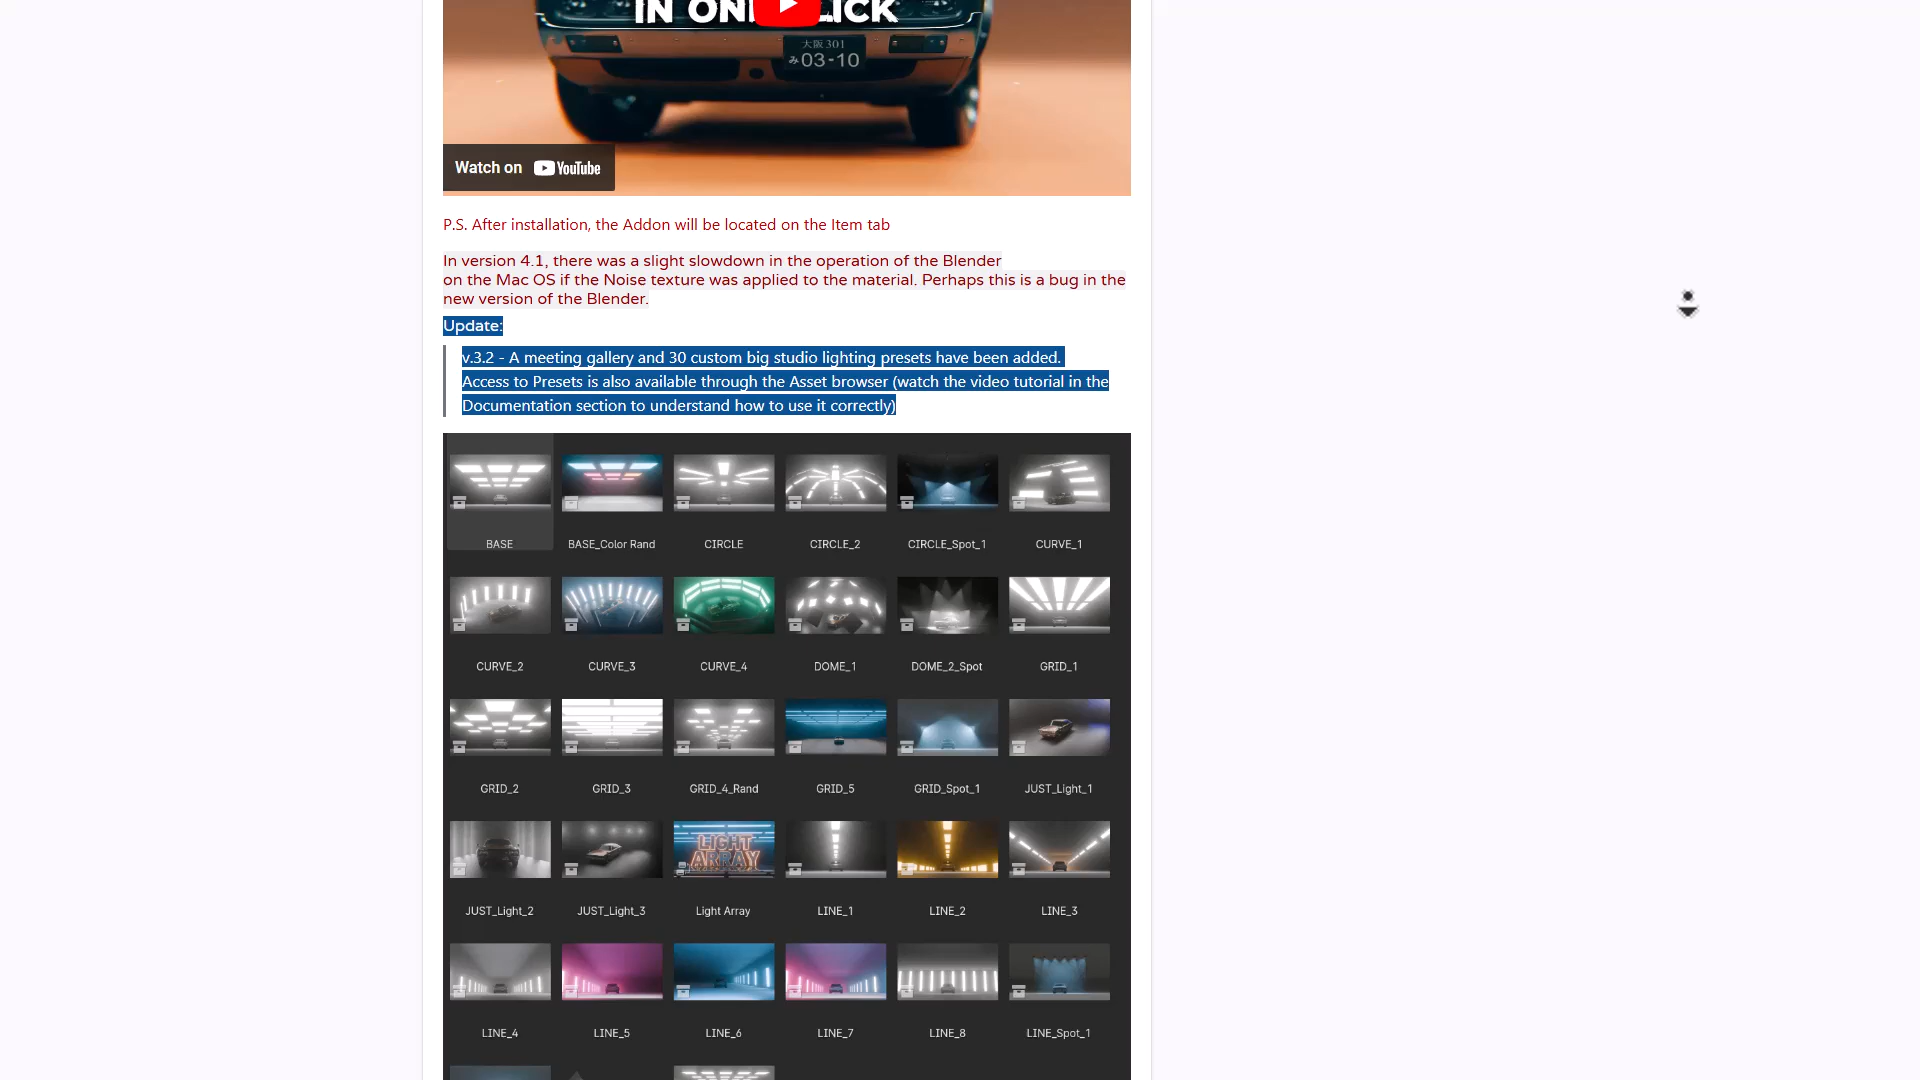 IN ONE CLICK
大阪 301
み 03-10
Watch on YouTube
P.S. After installation, the Addon will be located on the Item tab
In version 4.1, there was a slight slowdown in the operation of the Blender
on the Mac OS if the Noise texture was applied to the material. Perhaps this is a bug in the
new version of the Blender.
Update:
v.3.2 - A meeting gallery and 30 custom big studio lighting presets have been added.
Access to Presets is also available through the Asset browser (watch the video tutorial in the
Documentation section to understand how to use it correctly)
BASE BASE_Color Rand CIRCLE CIRCLE_2 CIRCLE_Spot_1 CURVE_1
CURVE_2 CURVE_3 CURVE_4 DOME_1 DOME_2_Spot GRID_1
GRID_2 GRID_3 GRID_4_Rand GRID_5 GRID_Spot_1 JUST_Light_1
LIGHT
ARRAY
JUST_Light_2 JUST_Light_3 Light Array LINE_1 LINE_2 LINE_3
LINE_4 LINE_5 LINE_6 LINE_7 LINE_8 LINE_Spot_1